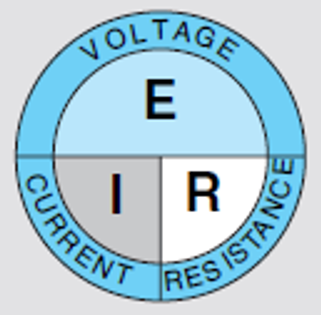 VOLTAGE
E
I R
CURRENT
RESISTANCE